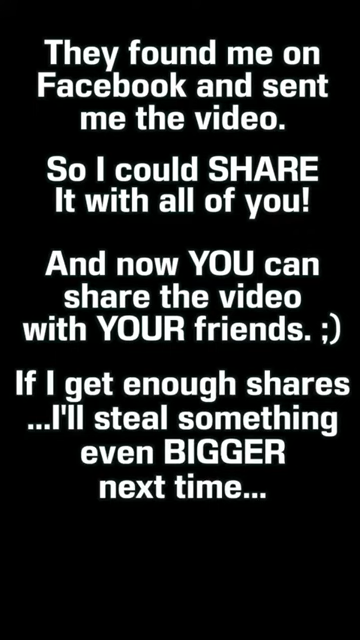 They found me on
Facebook and sent
me the video.
So I could SHARE
It with all of you!
And now YOU can
share the video
with YOUR friends. ;)
If I get enough shares
...I'll steal something
even BIGGER
next time...